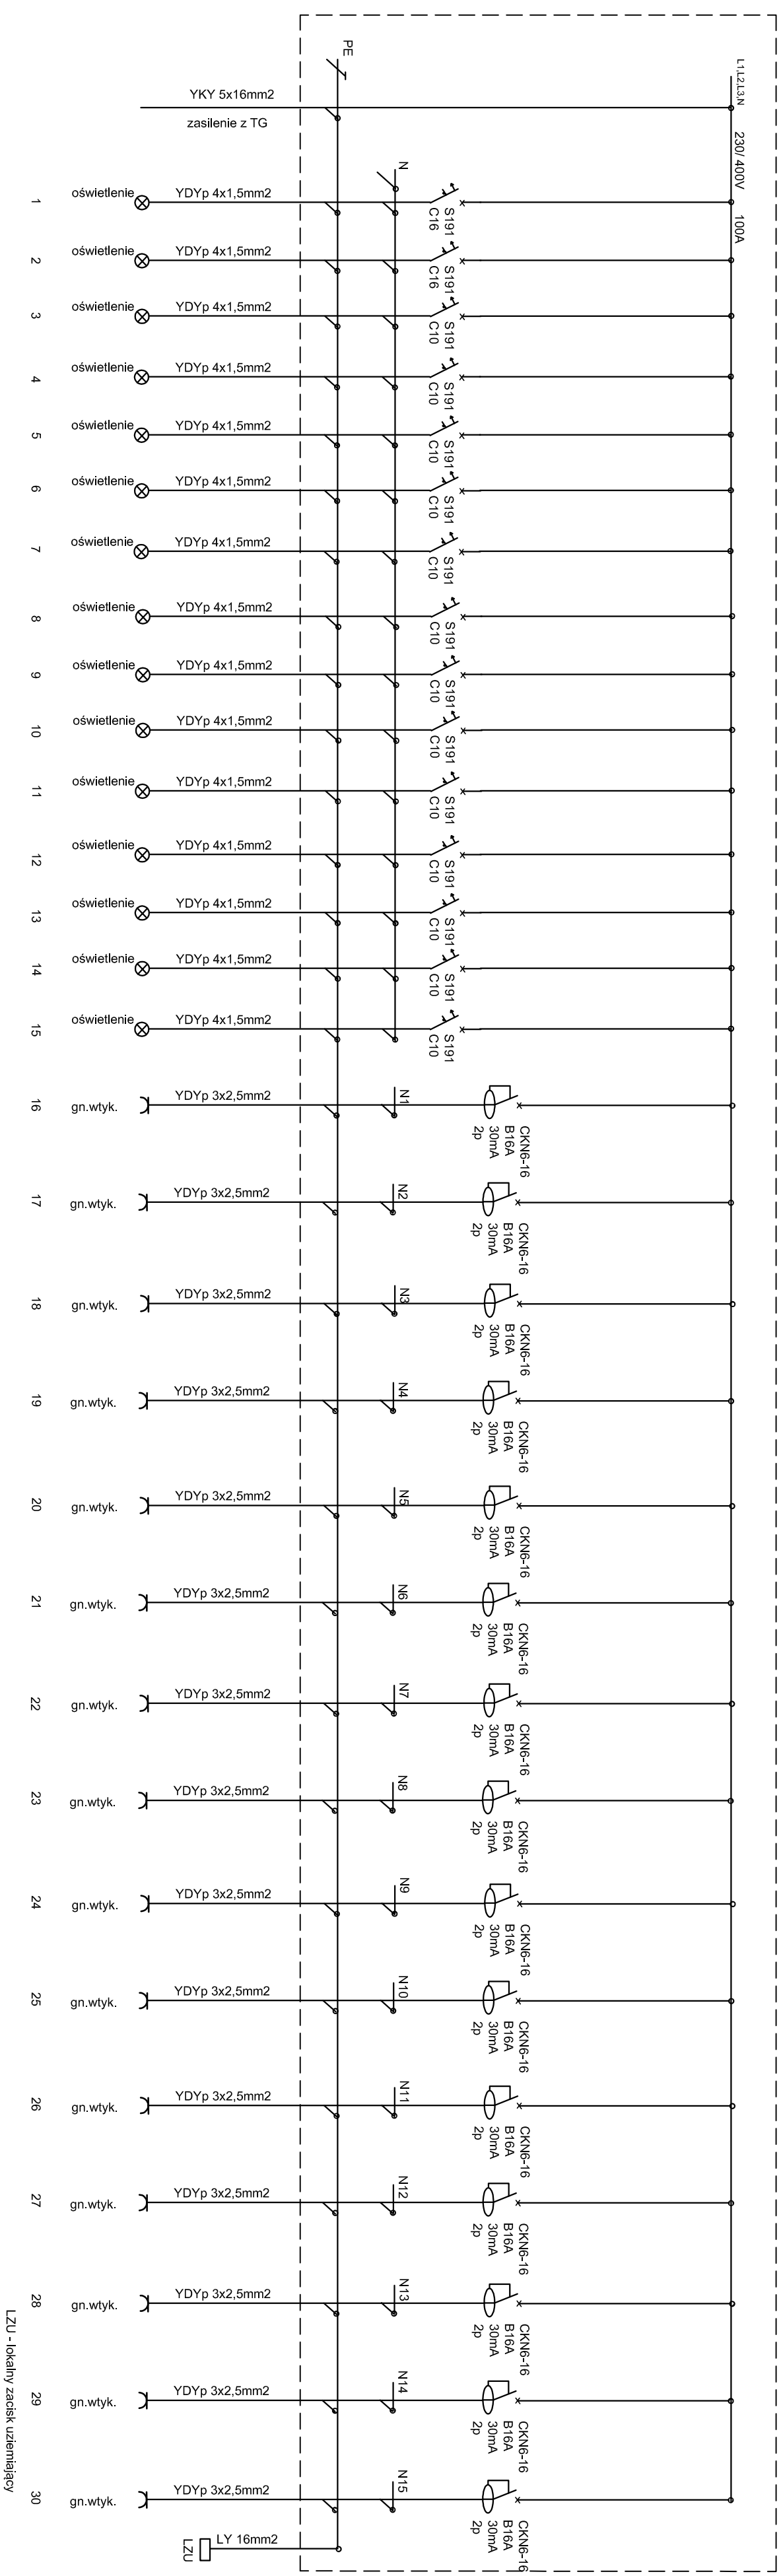 L1,L2,L3,N
230/ 400V
100A
PE
YKY 5x16mm2
zasilenie z TG
N
1
oświetlenie
YDYp 4x1,5mm2
S191
C16
2
oświetlenie
YDYp 4x1,5mm2
S191
C16
3
oświetlenie
YDYp 4x1,5mm2
S191
C10
4
oświetlenie
YDYp 4x1,5mm2
S191
C10
5
oświetlenie
YDYp 4x1,5mm2
S191
C10
6
oświetlenie
YDYp 4x1,5mm2
S191
C10
7
oświetlenie
YDYp 4x1,5mm2
S191
C10
8
oświetlenie
YDYp 4x1,5mm2
S191
C10
9
oświetlenie
YDYp 4x1,5mm2
S191
C10
10
oświetlenie
YDYp 4x1,5mm2
S191
C10
11
oświetlenie
YDYp 4x1,5mm2
S191
C10
12
oświetlenie
YDYp 4x1,5mm2
S191
C10
13
oświetlenie
YDYp 4x1,5mm2
S191
C10
14
oświetlenie
YDYp 4x1,5mm2
S191
C10
15
oświetlenie
YDYp 4x1,5mm2
S191
C10
16
gn.wtyk.
YDYp 3x2,5mm2
N1
CKN6-16
B16A
30mA
2p
17
gn.wtyk.
YDYp 3x2,5mm2
N2
CKN6-16
B16A
30mA
2p
18
gn.wtyk.
YDYp 3x2,5mm2
N3
CKN6-16
B16A
30mA
2p
19
gn.wtyk.
YDYp 3x2,5mm2
N4
CKN6-16
B16A
30mA
2p
20
gn.wtyk.
YDYp 3x2,5mm2
N5
CKN6-16
B16A
30mA
2p
21
gn.wtyk.
YDYp 3x2,5mm2
N6
CKN6-16
B16A
30mA
2p
22
gn.wtyk.
YDYp 3x2,5mm2
N7
CKN6-16
B16A
30mA
2p
23
gn.wtyk.
YDYp 3x2,5mm2
N8
CKN6-16
B16A
30mA
2p
24
gn.wtyk.
YDYp 3x2,5mm2
N9
CKN6-16
B16A
30mA
2p
25
gn.wtyk.
YDYp 3x2,5mm2
N10
CKN6-16
B16A
30mA
2p
26
gn.wtyk.
YDYp 3x2,5mm2
N11
CKN6-16
B16A
30mA
2p
27
gn.wtyk.
YDYp 3x2,5mm2
N12
CKN6-16
B16A
30mA
2p
28
gn.wtyk.
YDYp 3x2,5mm2
N13
CKN6-16
B16A
30mA
2p
29
gn.wtyk.
YDYp 3x2,5mm2
N14
CKN6-16
B16A
30mA
2p
30
gn.wtyk.
YDYp 3x2,5mm2
N15
CKN6-16
B16A
30mA
2p
LZU
LY 16mm2
LZU - lokalny zacisk uziemiający